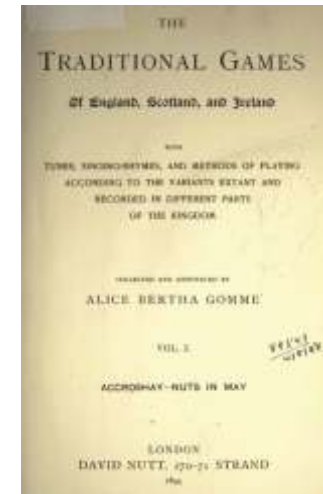 THE
TRADITIONAL GAMES
Of England, Scotland, and Ireland
WITH
TUNES, SINGING-RHYMES, AND METHODS OF PLAYING
ACCORDING TO THE VARIANTS EXTANT AND
RECORDED IN DIFFERENT PARTS
OF THE KINGDOM
COLLECTED AND ANNOTATED BY
ALICE BERTHA GOMME
VOL. I.
ACCROSHAY—NUTS IN MAY
LONDON
DAVID NUTT, 270-71 STRAND